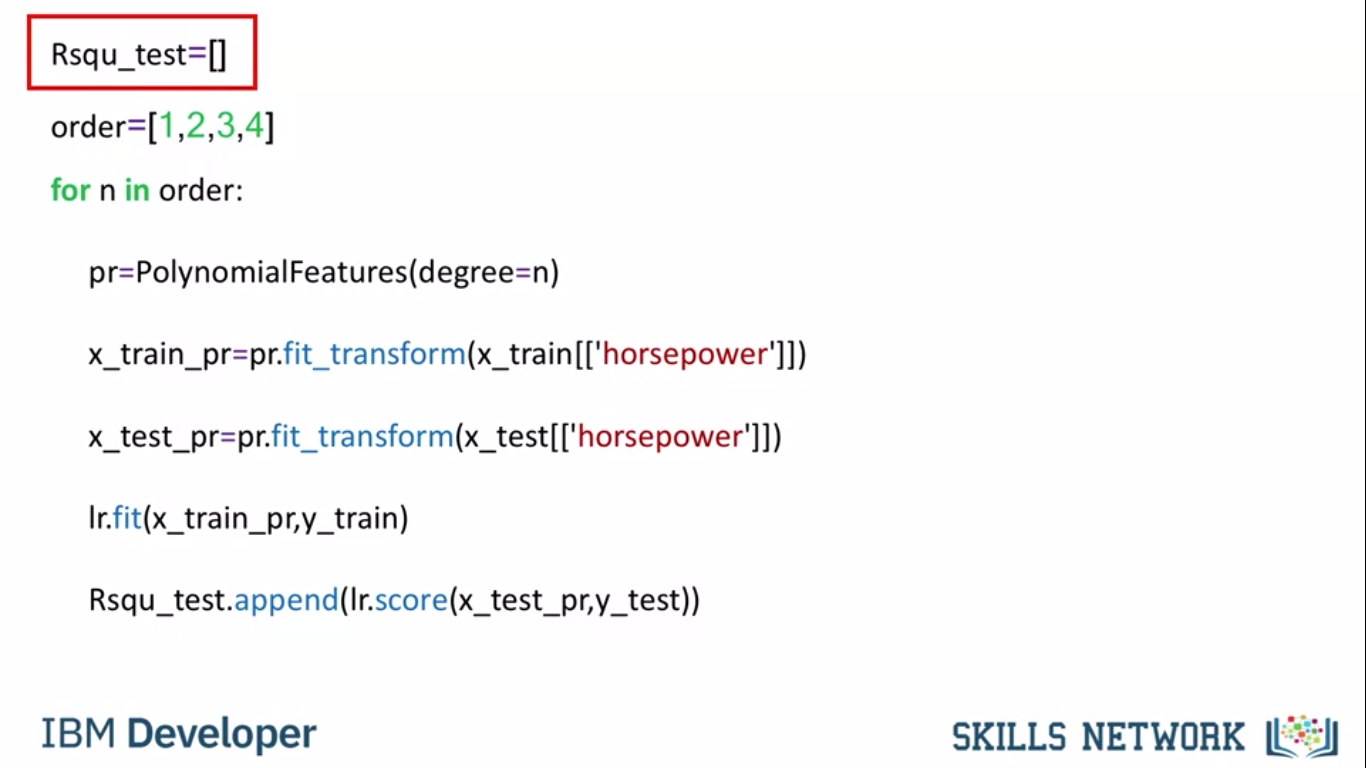 Rsqu_test=[]
order=[1,2,3,4]
for n in order:
pr=PolynomialFeatures(degree=n)
x_train_pr=pr.fit_transform(x_train[['horsepower']])
x_test_pr=pr.fit_transform(x_test[['horsepower']])
lr.fit(x_train_pr,y_train)
Rsqu_test.append(lr.score(x_test_pr,y_test))
IBM Developer
SKILLS NETWORK